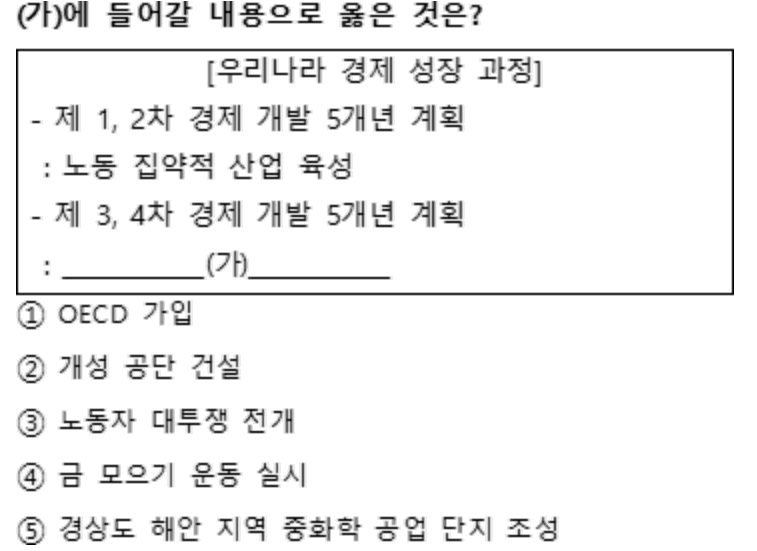 (가)에 들어갈 내용으로 옳은 것은?
[우리나라 경제 성장 과정]
- 제 1, 2차 경제 개발 5개년 계획
: 노동 집약적 산업 육성
- 제 3, 4차 경제 개발 5개년 계획
: __________(가)__________
① OECD 가입
② 개성 공단 건설
③ 노동자 대투쟁 전개
④ 금 모으기 운동 실시
⑤ 경상도 해안 지역 중화학 공업 단지 조성